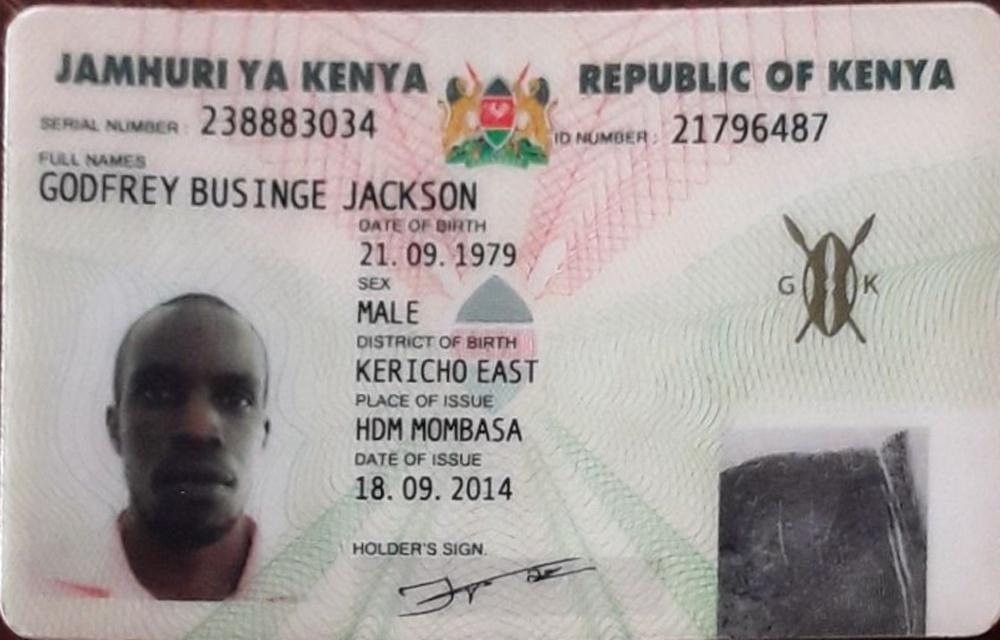 JAMHURI YA KENYA REPUBLIC OF KENYA
SERIAL NUMBER : 238883034 ID NUMBER : 21796487
FULL NAMES
GODFREY BUSINGE JACKSON
DATE OF BIRTH
21. 09. 1979
SEX
MALE
G K
DISTRICT OF BIRTH
KERICHO EAST
PLACE OF ISSUE
HDM MOMBASA
DATE OF ISSUE
18. 09. 2014
HOLDER'S SIGN.